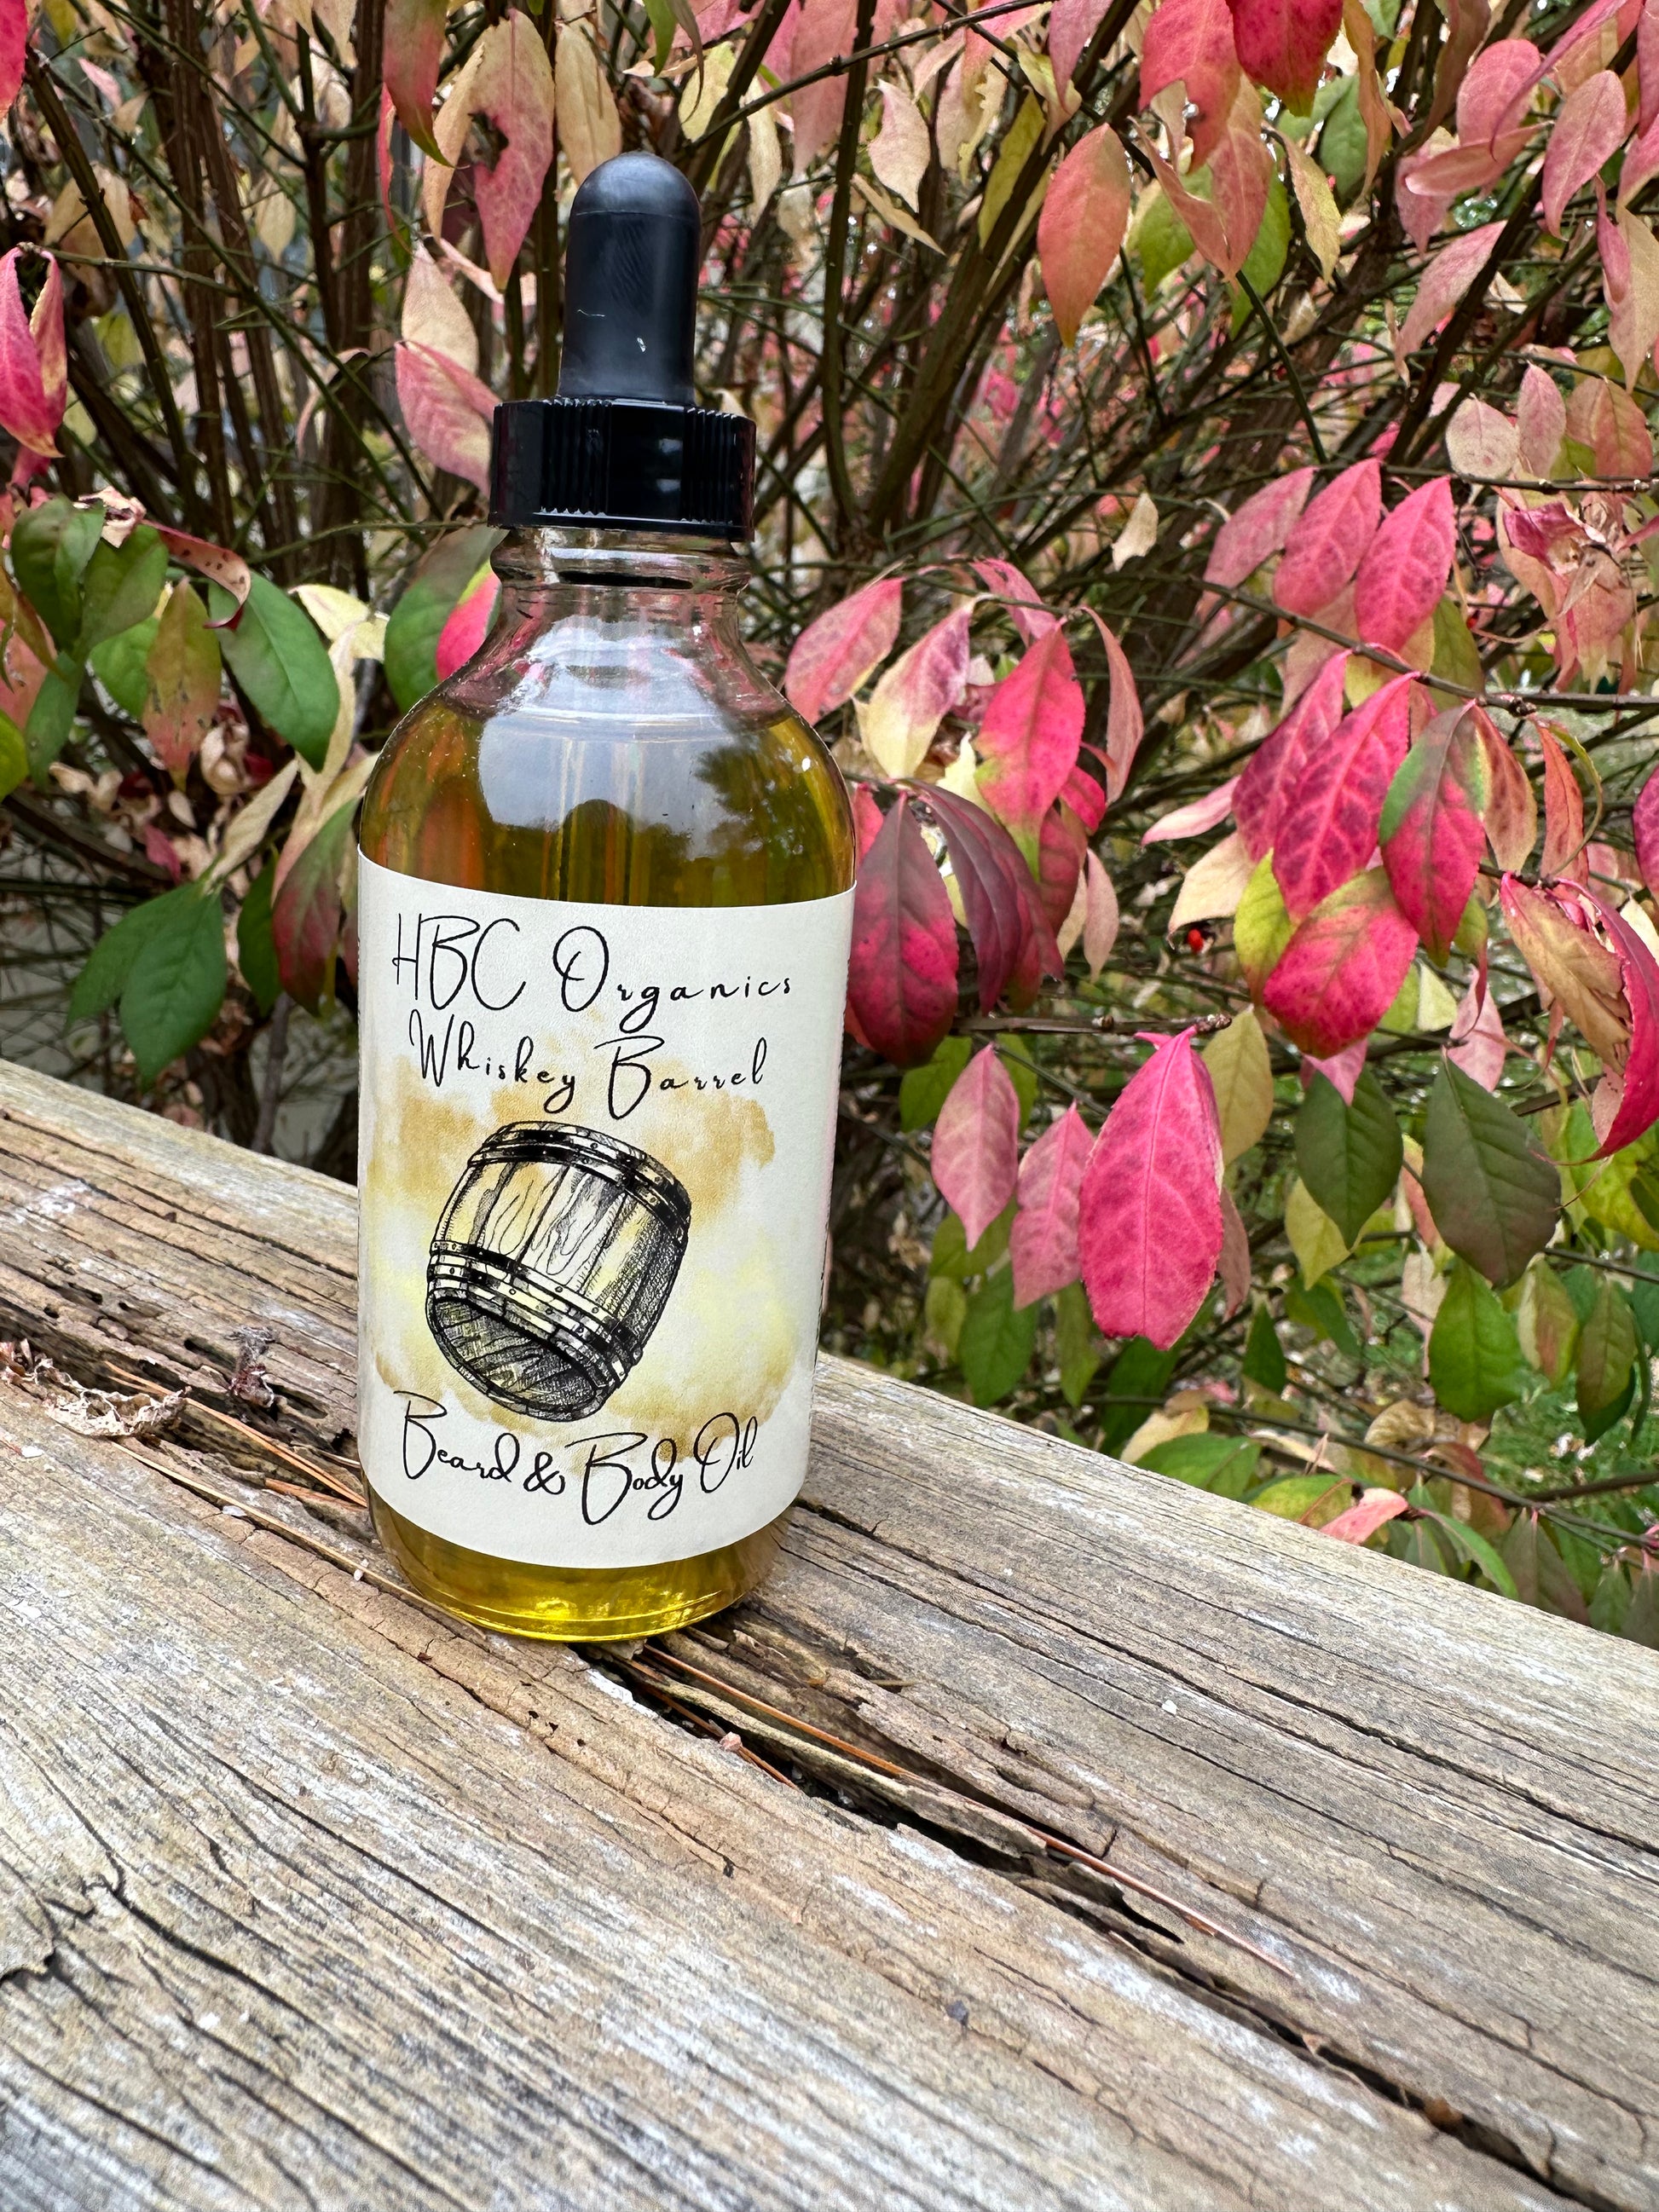 HBC Organics
Whiskey Barrel
Beard & Body Oil